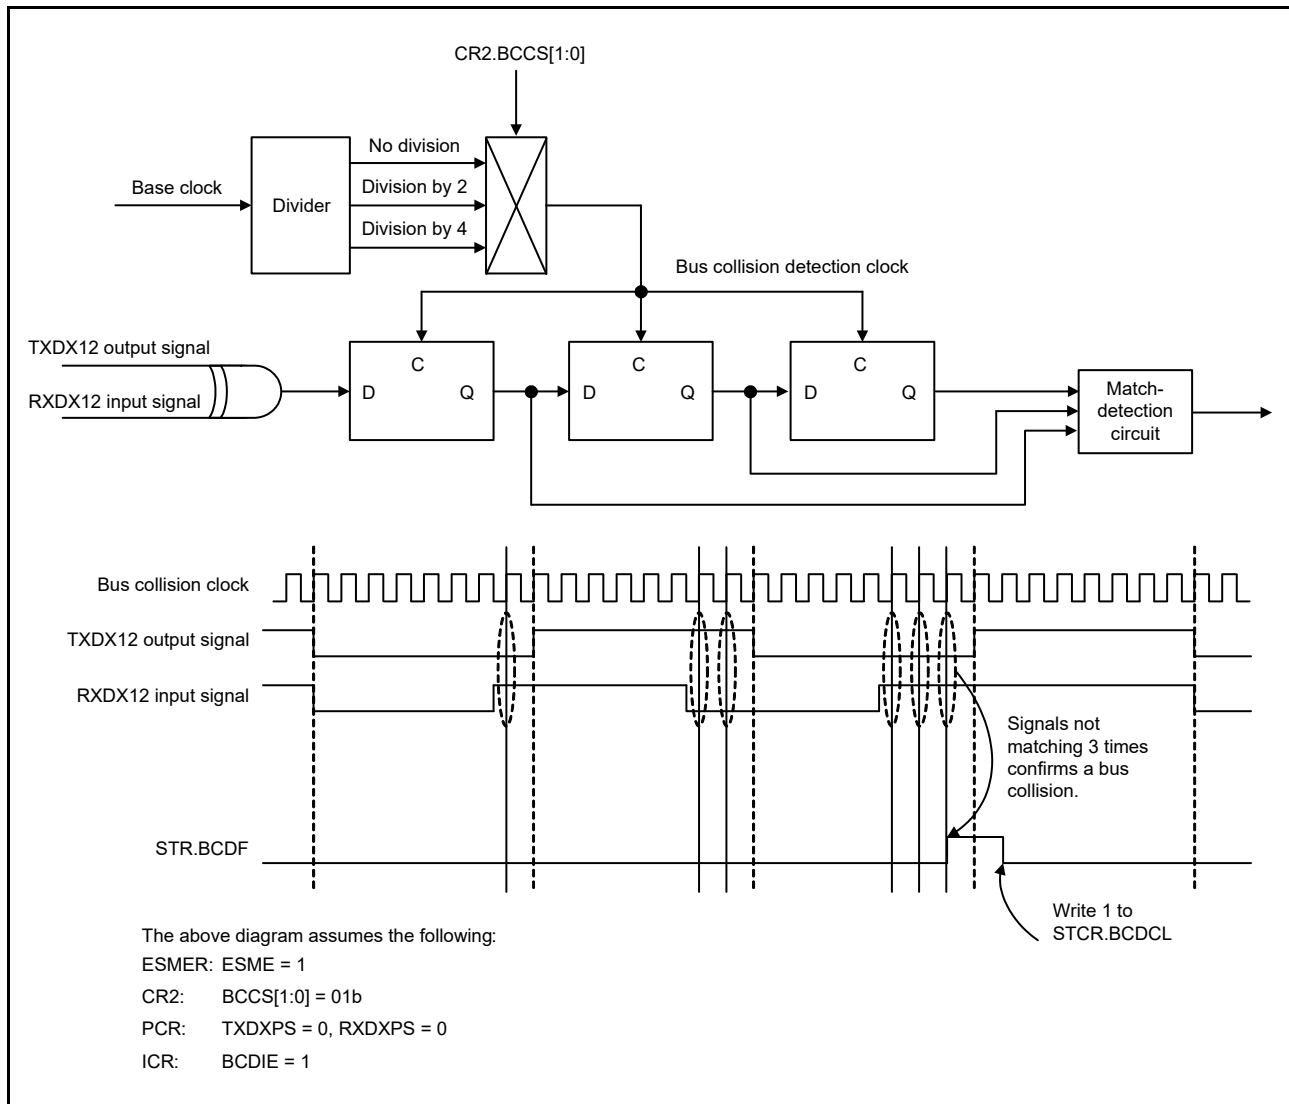 CR2.BCCS[1:0]
No division
Base clock
Division by 2
Divider
Division by 4
Bus collision detection clock
TXDX12 output signal
RXDX12 input signal
C
D
Q
C
D
Q
C
D
Q
Match-
detection
circuit
Bus collision clock
TXDX12 output signal
RXDX12 input signal
Signals not
matching 3 times
confirms a bus
collision.
STR.BCDF
Write 1 to
STCR.BCDCL
The above diagram assumes the following:
ESMER: ESME = 1
CR2: BCCS[1:0] = 01b
PCR: TXDXPS = 0, RXDXPS = 0
ICR: BCDIE = 1